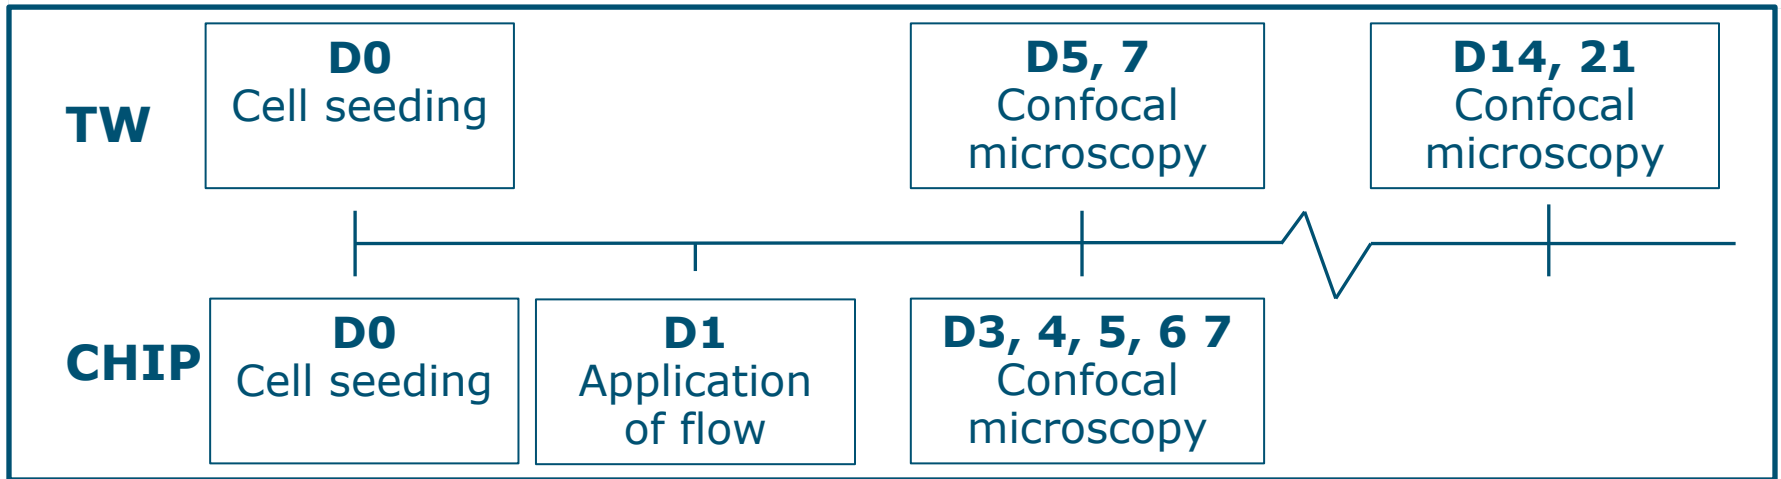 TW
D0
Cell seeding
D5, 7
Confocal
microscopy
D14, 21
Confocal
microscopy
CHIP
D0
Cell seeding
D1
Application
of flow
D3, 4, 5, 6 7
Confocal
microscopy